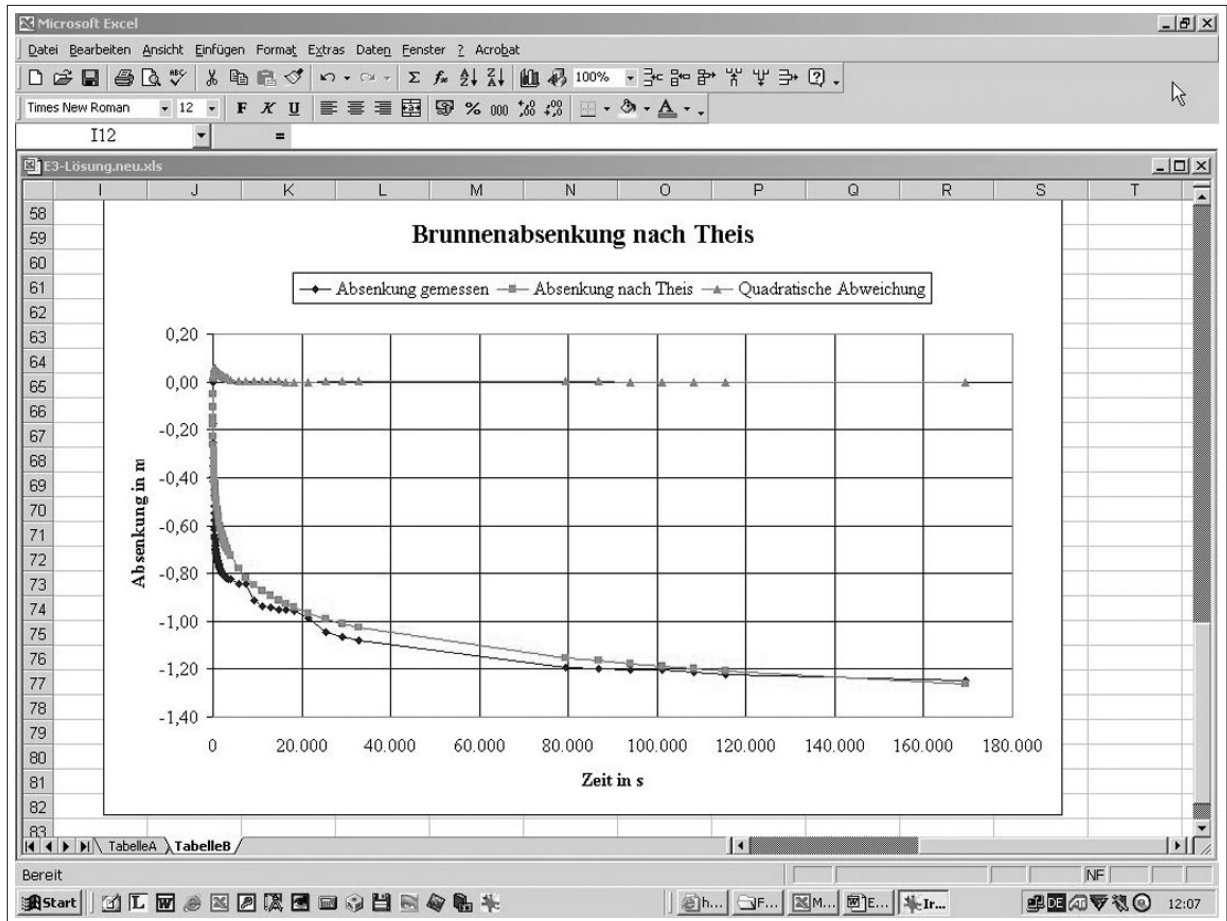 Microsoft Excel
Datei Bearbeiten Ansicht Einfügen Format Extras Daten Fenster ? Acrobat
100%
Times New Roman 12 F K U % 000
I12 =
E3-Lösung.neu.xls
I J K L M N O P Q R S T
58
59
60
61
62
63
64
65
66
67
68
69
70
71
72
73
74
75
76
77
78
79
80
81
82
83
Brunnenabsenkung nach Theis
Absenkung gemessen Absenkung nach Theis Quadratische Abweichung
0,20
0,00
-0,20
-0,40
-0,60
-0,80
-1,00
-1,20
-1,40
Absenkung in m
0 20.000 40.000 60.000 80.000 100.000 120.000 140.000 160.000 180.000
Zeit in s
TabelleA TabelleB
Bereit NF
Start h... F... M... E... Ir... DE 12:07